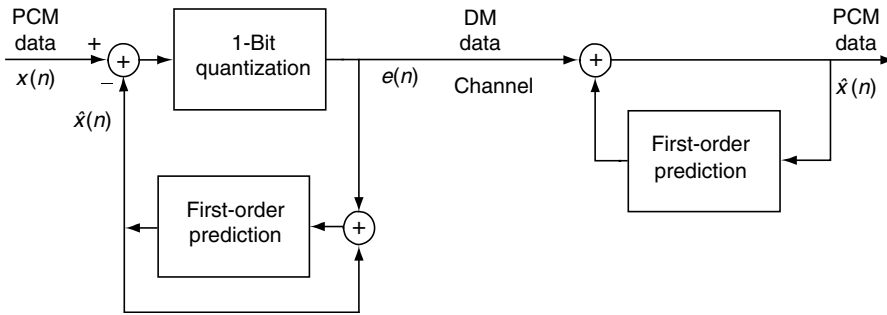 PCM
data
x(n)
+
−
+
x̂(n)
1-Bit
quantization
e(n)
DM
data
Channel
+
PCM
data
x̂(n)
First-order
prediction
First-order
prediction
+